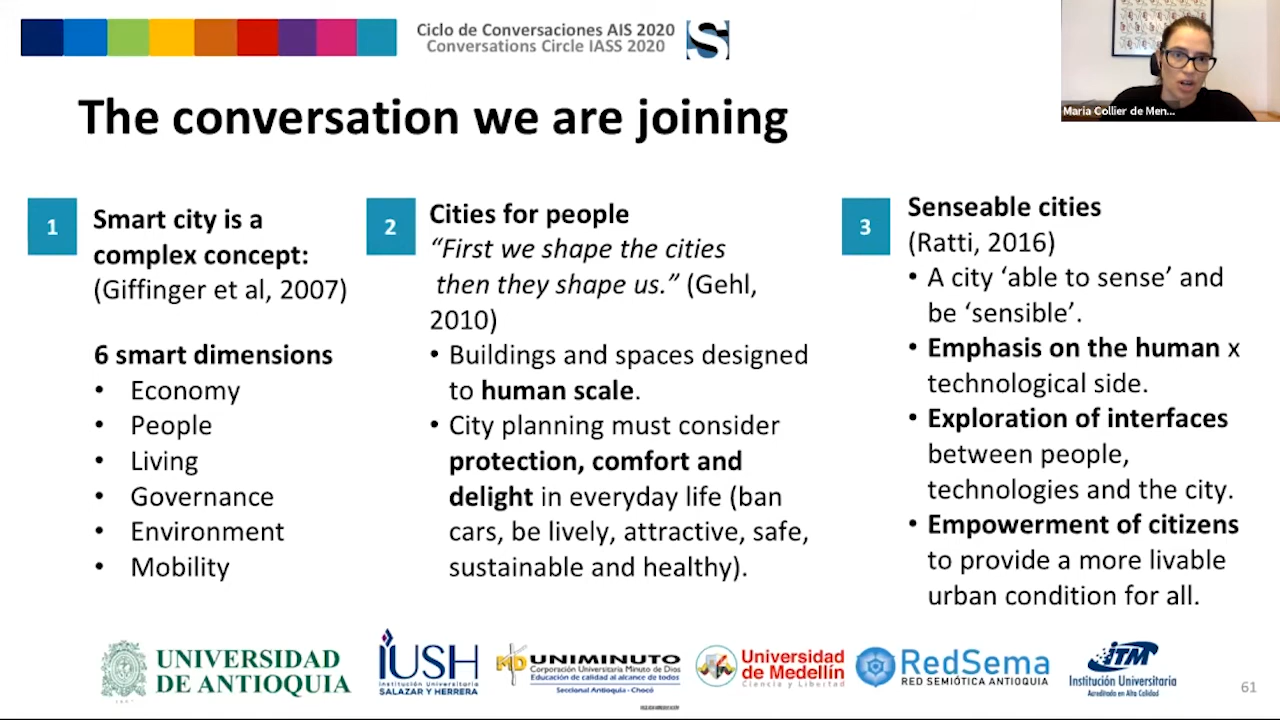 Ciclo de Conversaciones AIS 2020
Conversations Circle IASS 2020
S
Maria Collier de Men...
The conversation we are joining
1
Smart city is a
complex concept:
(Giffinger et al, 2007)
6 smart dimensions
• Economy
• People
• Living
• Governance
• Environment
• Mobility
2
Cities for people
“First we shape the cities
then they shape us.” (Gehl,
2010)
• Buildings and spaces designed
to human scale.
• City planning must consider
protection, comfort and
delight in everyday life (ban
cars, be lively, attractive, safe,
sustainable and healthy).
3
Senseable cities
(Ratti, 2016)
• A city ‘able to sense’ and
be ‘sensible’.
• Emphasis on the human x
technological side.
• Exploration of interfaces
between people,
technologies and the city.
• Empowerment of citizens
to provide a more livable
urban condition for all.
UNIVERSIDAD
DE ANTIOQUIA
IUSH
Institución Universitaria
SALAZAR Y HERRERA
MD UNIMINUTO
Corporación Universitaria Minuto de Dios
Educación de calidad al alcance de todos
Seccional Antioquia - Chocó
Universidad
de Medellín
Ciencia y Libertad
RedSema
RED SEMIÓTICA ANTIOQUIA
iTM
Institución Universitaria
Acreditada en Alta Calidad
61